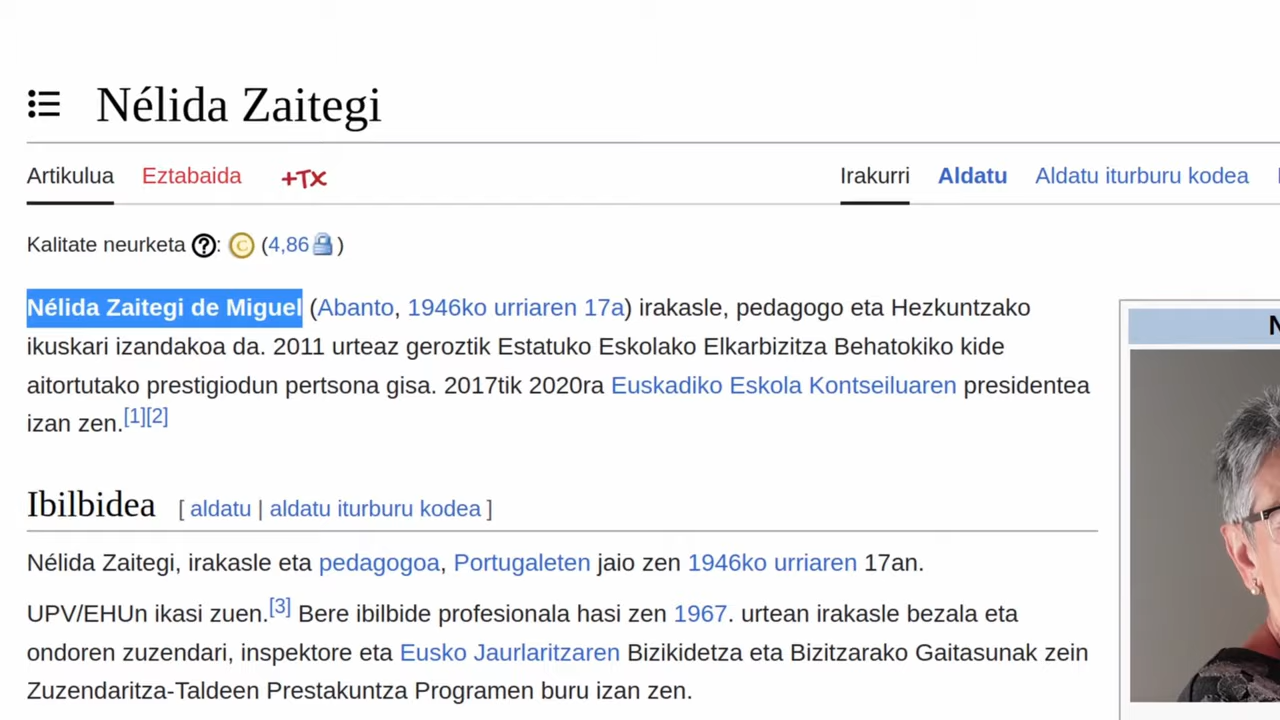 Nélida Zaitegi
Artikulua Eztabaida +TX Irakurri Aldatu Aldatu iturburu kodea
Kalitate neurketa ?: C (4,86)
Nélida Zaitegi de Miguel (Abanto, 1946ko urriaren 17a) irakasle, pedagogo eta Hezkuntzako
ikuskari izandakoa da. 2011 urteaz geroztik Estatuko Eskolako Elkarbizitza Behatokiko kide
aitortutako prestigiodun pertsona gisa. 2017tik 2020ra Euskadiko Eskola Kontseiluaren presidentea
izan zen.[1][2]
Ibilbidea [ aldatu | aldatu iturburu kodea ]
Nélida Zaitegi, irakasle eta pedagogoa, Portugaleten jaio zen 1946ko urriaren 17an.
UPV/EHUn ikasi zuen.[3] Bere ibilbide profesionala hasi zen 1967. urtean irakasle bezala eta
ondoren zuzendari, inspektore eta Eusko Jaurlaritzaren Bizikidetza eta Bizitzarako Gaitasunak zein
Zuzendaritza-Taldeen Prestakuntza Programen buru izan zen.